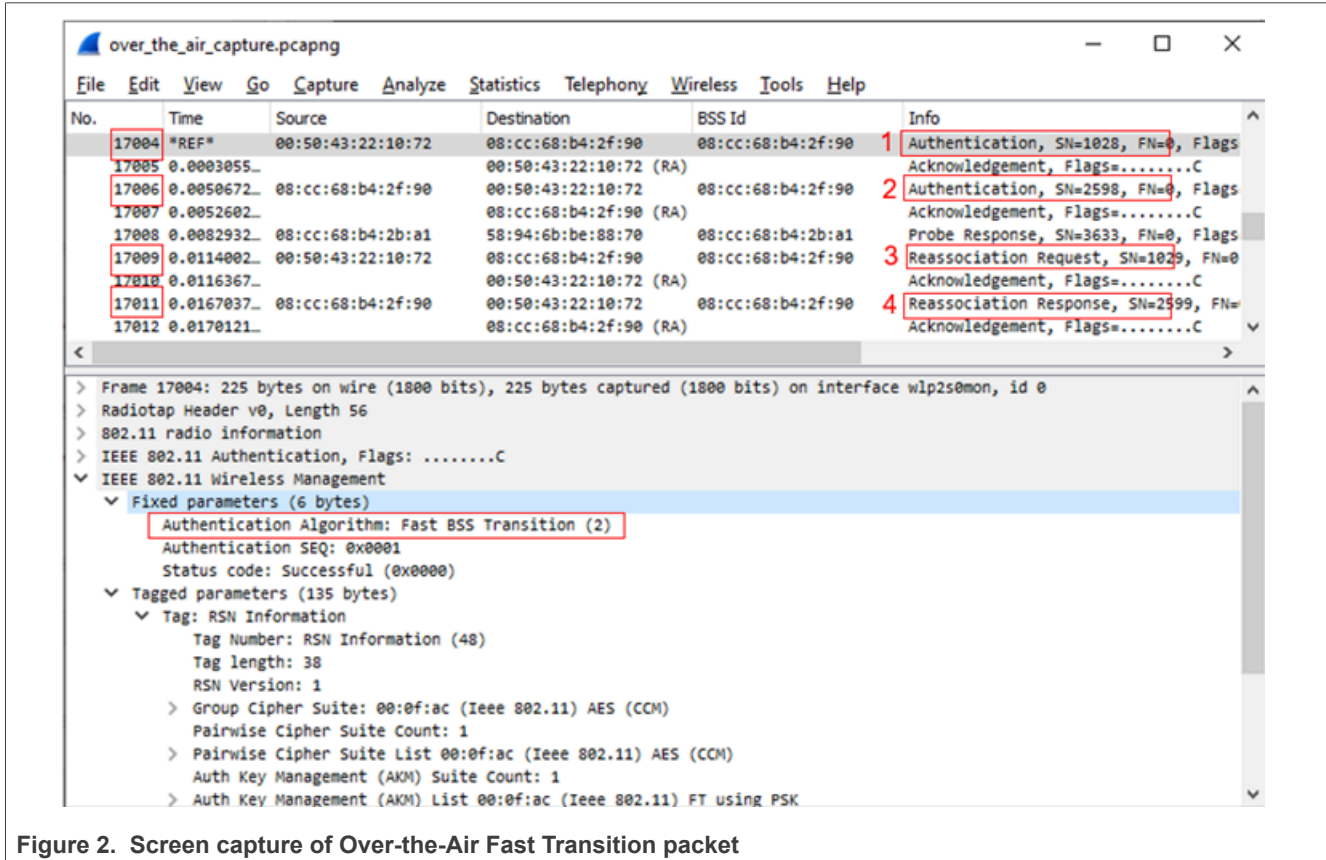 over_the_air_capture.pcapng
File Edit View Go Capture Analyze Statistics Telephony Wireless Tools Help
No. Time Source Destination BSS Id Info
17004 *REF* 00:50:43:22:10:72 08:cc:68:b4:2f:90 08:cc:68:b4:2f:90 1 Authentication, SN=1028, FN=0, Flags
17005 0.0003055… 00:50:43:22:10:72 (RA) Acknowledgement, Flags=........C
17006 0.0050672… 08:cc:68:b4:2f:90 00:50:43:22:10:72 08:cc:68:b4:2f:90 2 Authentication, SN=2598, FN=0, Flags
17007 0.0052602… 08:cc:68:b4:2f:90 (RA) Acknowledgement, Flags=........C
17008 0.0082932… 08:cc:68:b4:2b:a1 58:94:6b:be:88:70 08:cc:68:b4:2b:a1 Probe Response, SN=3633, FN=0, Flags
17009 0.0114002… 00:50:43:22:10:72 08:cc:68:b4:2f:90 08:cc:68:b4:2f:90 3 Reassociation Request, SN=1029, FN=0
17010 0.0116367… 00:50:43:22:10:72 (RA) Acknowledgement, Flags=........C
17011 0.0167037… 08:cc:68:b4:2f:90 00:50:43:22:10:72 08:cc:68:b4:2f:90 4 Reassociation Response, SN=2599, FN=
17012 0.0170121… 08:cc:68:b4:2f:90 (RA) Acknowledgement, Flags=........C
Frame 17004: 225 bytes on wire (1800 bits), 225 bytes captured (1800 bits) on interface wlp2s0mon, id 0
Radiotap Header v0, Length 56
802.11 radio information
IEEE 802.11 Authentication, Flags: ........C
IEEE 802.11 Wireless Management
Fixed parameters (6 bytes)
Authentication Algorithm: Fast BSS Transition (2)
Authentication SEQ: 0x0001
Status code: Successful (0x0000)
Tagged parameters (135 bytes)
Tag: RSN Information
Tag Number: RSN Information (48)
Tag length: 38
RSN Version: 1
Group Cipher Suite: 00:0f:ac (Ieee 802.11) AES (CCM)
Pairwise Cipher Suite Count: 1
Pairwise Cipher Suite List 00:0f:ac (Ieee 802.11) AES (CCM)
Auth Key Management (AKM) Suite Count: 1
Auth Key Management (AKM) List 00:0f:ac (Ieee 802.11) FT using PSK
Figure 2. Screen capture of Over-the-Air Fast Transition packet